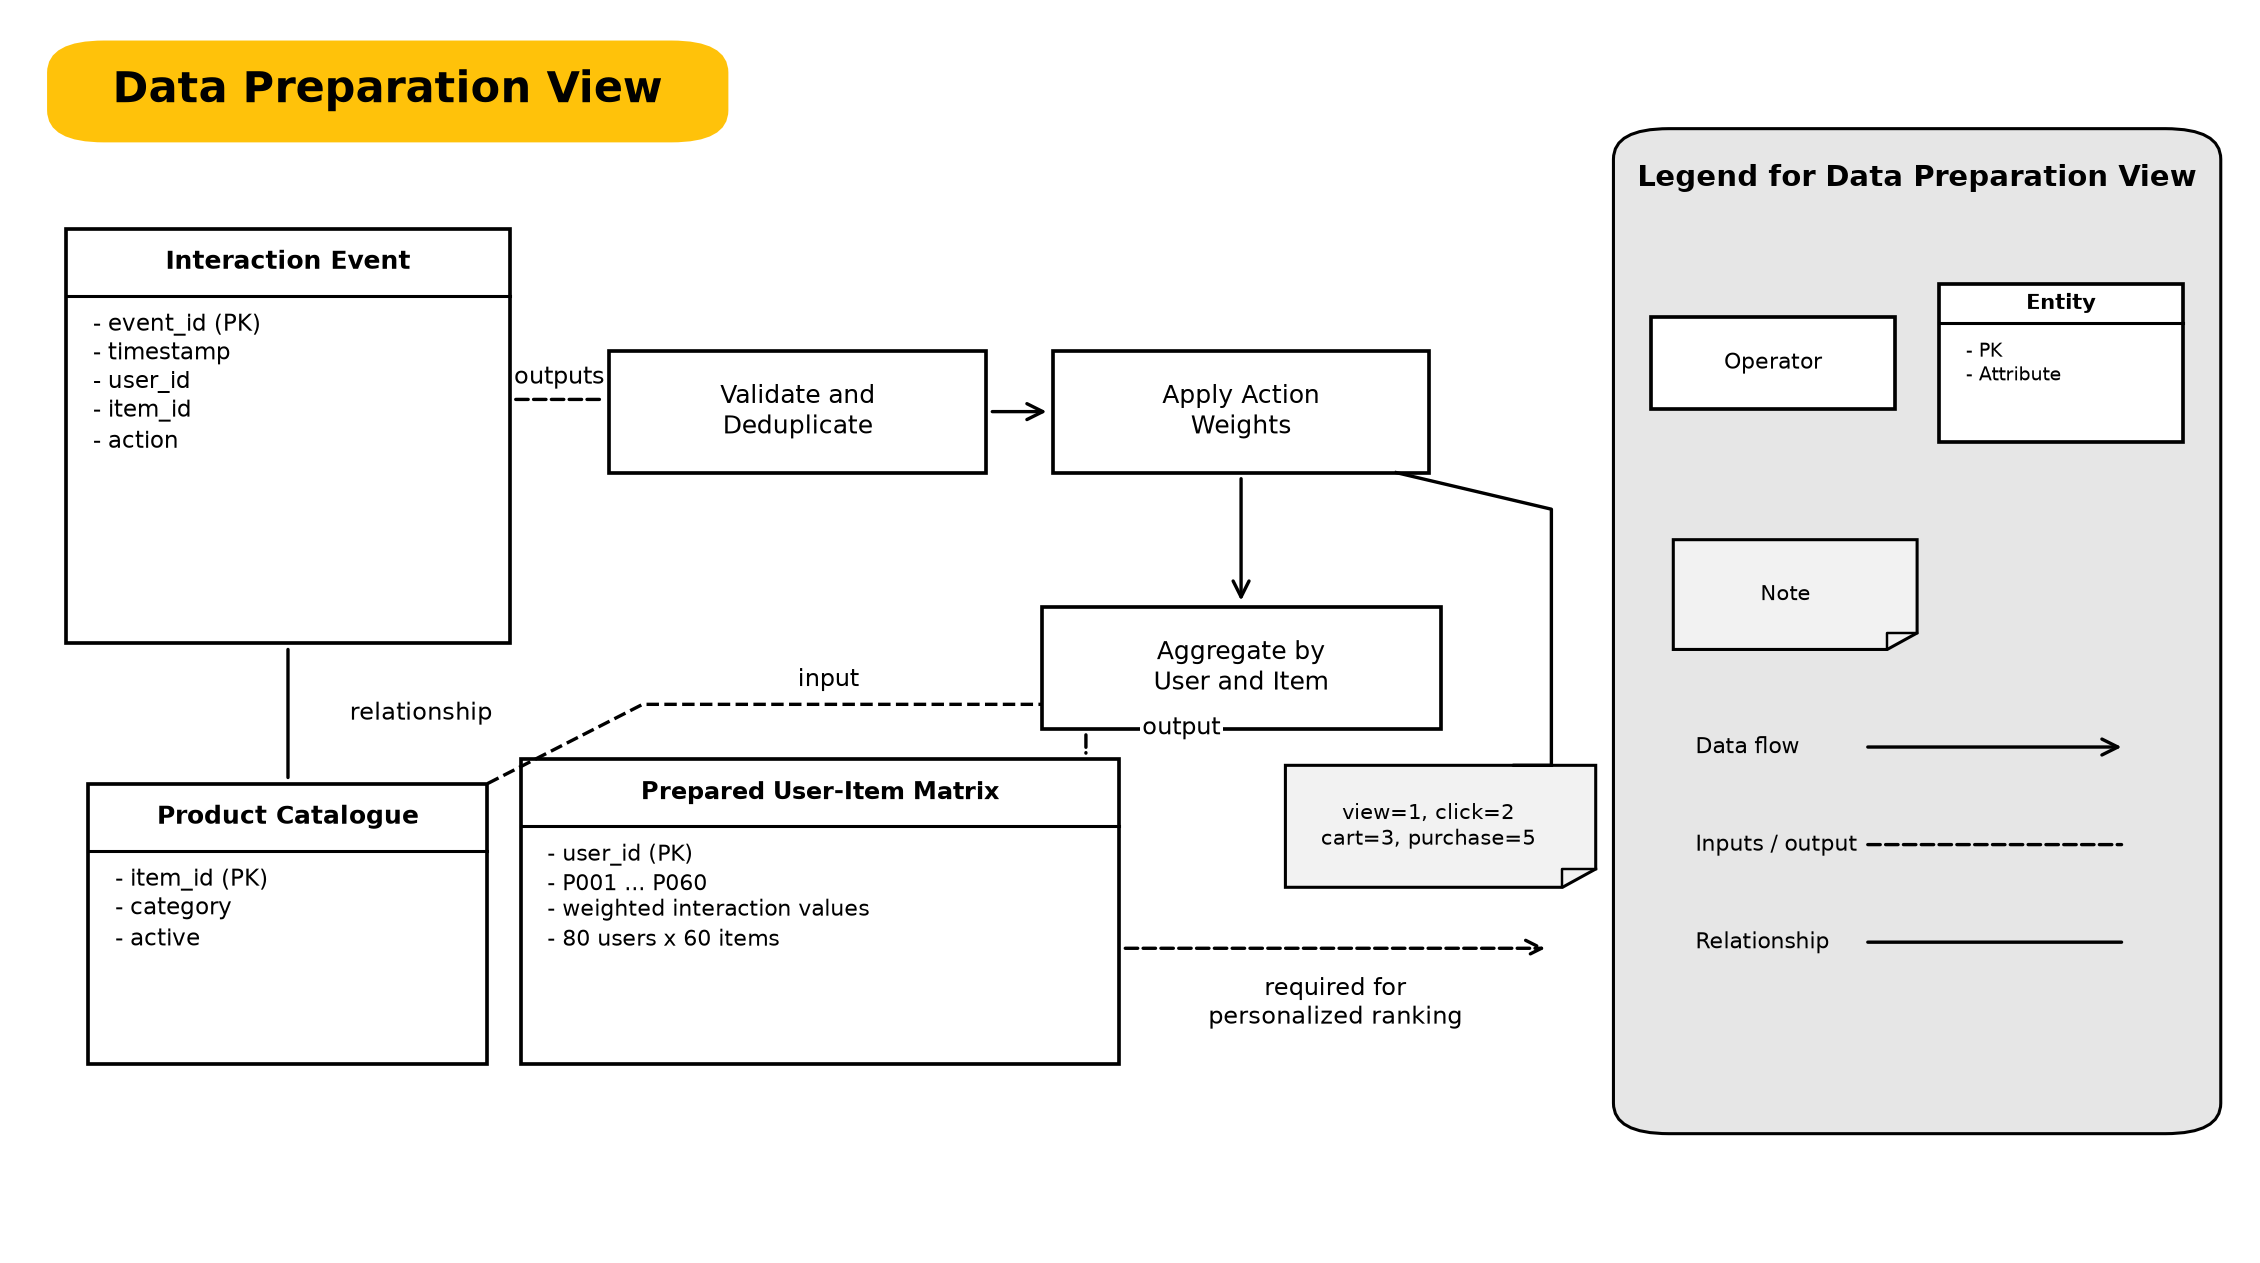 Data Preparation View
Interaction Event
- event_id (PK)
- timestamp
- user_id
- item_id
- action
outputs
Validate and
Deduplicate
Apply Action
Weights
Aggregate by
User and Item
input
output
relationship
Product Catalogue
- item_id (PK)
- category
- active
Prepared User-Item Matrix
- user_id (PK)
- P001 ... P060
- weighted interaction values
- 80 users x 60 items
view=1, click=2
cart=3, purchase=5
required for
personalized ranking
Legend for Data Preparation View
Operator
Entity
- PK
- Attribute
Note
Data flow
Inputs / output
Relationship